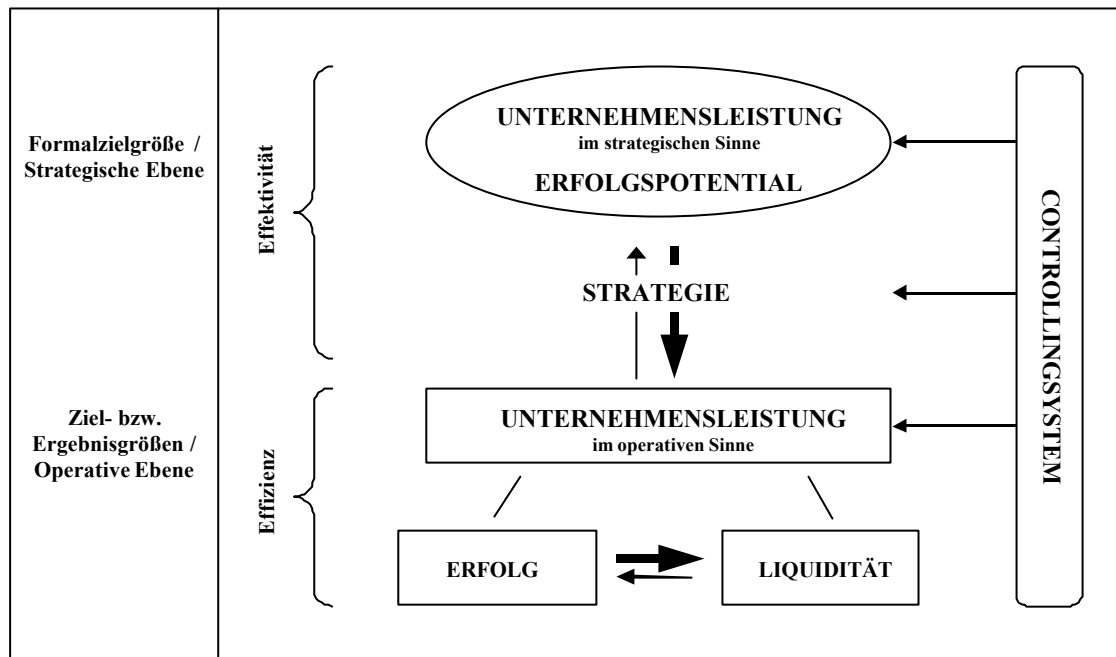 Formalzielgröße /
Strategische Ebene
Effektivität
UNTERNEHMENSLEISTUNG
im strategischen Sinne
ERFOLGSPOTENTIAL
STRATEGIE
Ziel- bzw.
Ergebnisgrößen /
Operative Ebene
Effizienz
UNTERNEHMENSLEISTUNG
im operativen Sinne
ERFOLG
LIQUIDITÄT
CONTROLLINGSYSTEM